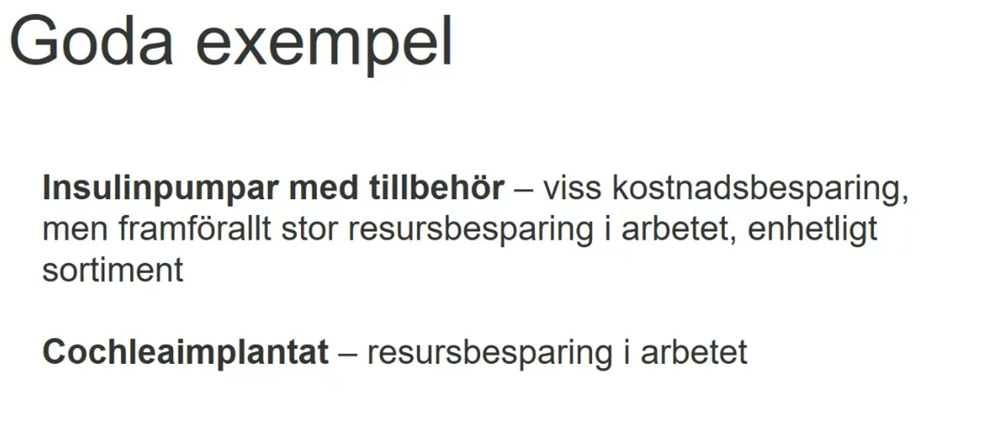 Goda exempel
Insulinpumpar med tillbehör – viss kostnadsbesparing,
men framförallt stor resursbesparing i arbetet, enhetligt
sortiment
Cochleaimplantat – resursbesparing i arbetet